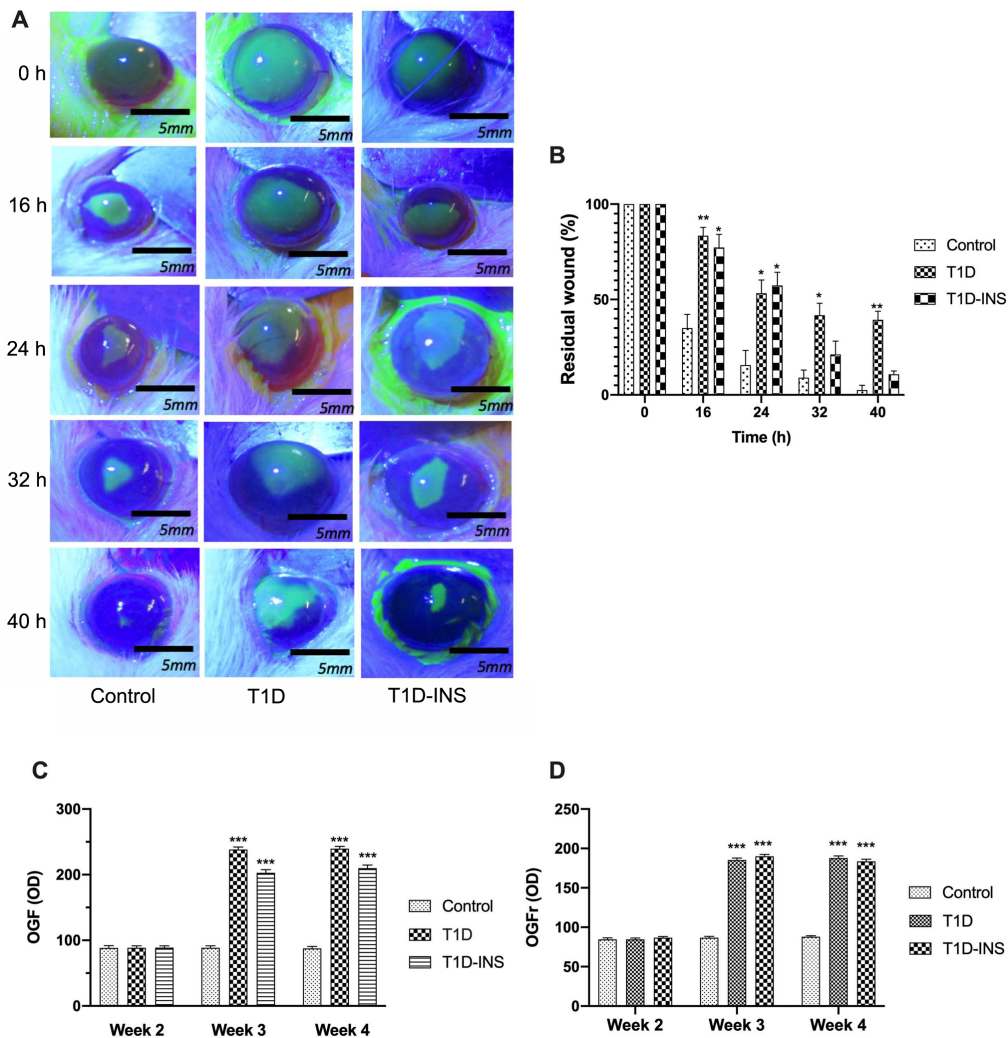 A
0 h
5mm
5mm
5mm
16 h
5mm
5mm
5mm
24 h
5mm
5mm
5mm
32 h
5mm
5mm
5mm
40 h
5mm
5mm
5mm
Control
T1D
T1D-INS
B
Residual wound (%)
100
50
0
**
*
*
*
*
**
0
16
24
32
40
Time (h)
Control
T1D
T1D-INS
C
OGF (OD)
300
200
100
0
***
***
***
***
Week 2
Week 3
Week 4
Control
T1D
T1D-INS
D
OGFr (OD)
250
200
150
100
50
0
***
***
***
***
Week 2
Week 3
Week 4
Control
T1D
T1D-INS